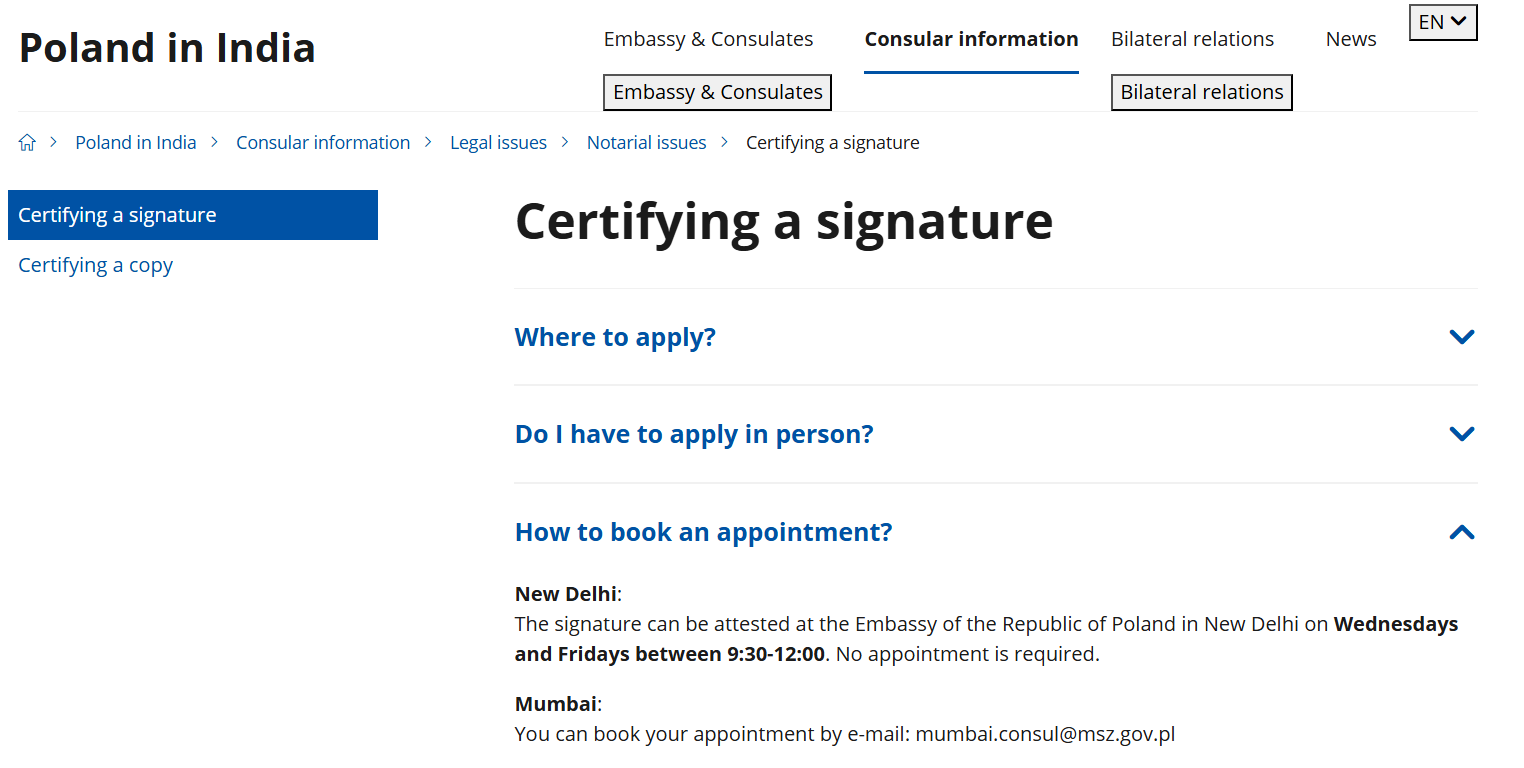 Poland in India
Embassy & Consulates
Consular information
Bilateral relations
News
EN
Embassy & Consulates
Bilateral relations
Poland in India
Consular information
Legal issues
Notarial issues
Certifying a signature
Certifying a signature
Certifying a copy
Certifying a signature
Where to apply?
Do I have to apply in person?
How to book an appointment?
New Delhi:
The signature can be attested at the Embassy of the Republic of Poland in New Delhi on Wednesdays
and Fridays between 9:30-12:00. No appointment is required.
Mumbai:
You can book your appointment by e-mail: mumbai.consul@msz.gov.pl